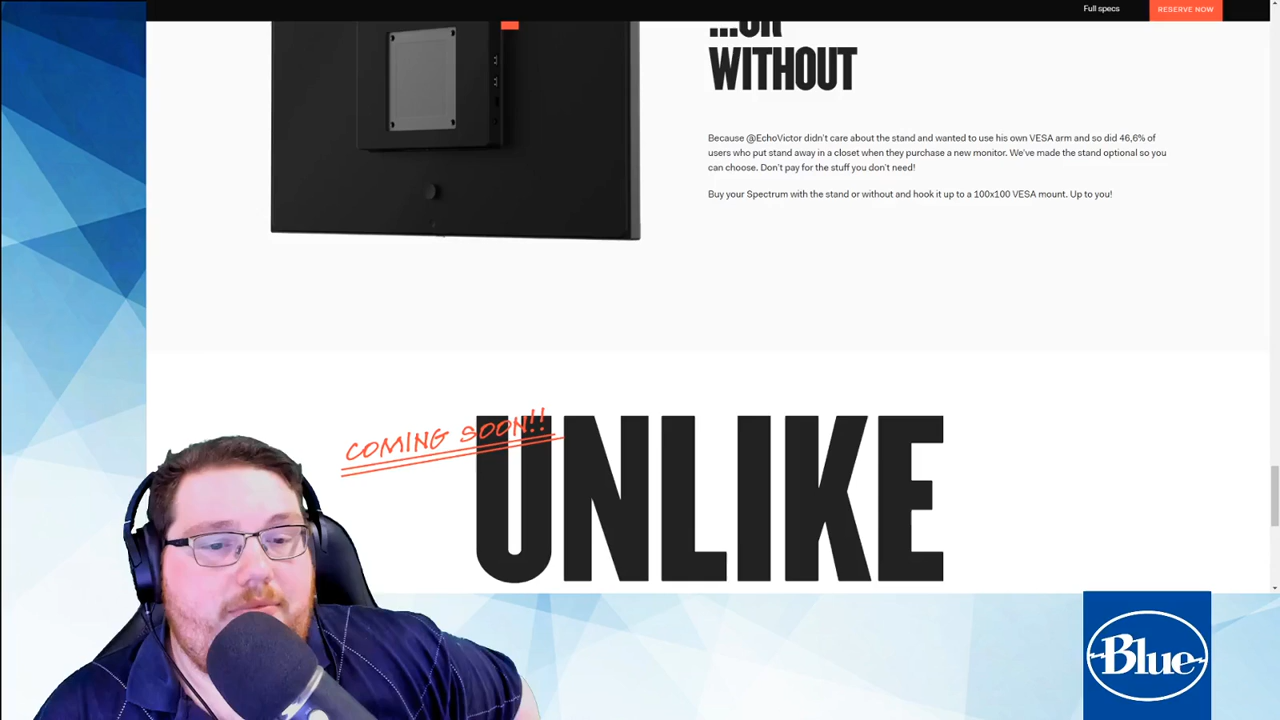 Full specs
RESERVE NOW
...OR
WITHOUT
Because @EchoVictor didn't care about the stand and wanted to use his own VESA arm and so did 46,6% of
users who put stand away in a closet when they purchase a new monitor. We've made the stand optional so you
can choose. Don't pay for the stuff you don't need!
Buy your Spectrum with the stand or without and hook it up to a 100x100 VESA mount. Up to you!
COMING SOON!!
UNLIKE
Blue